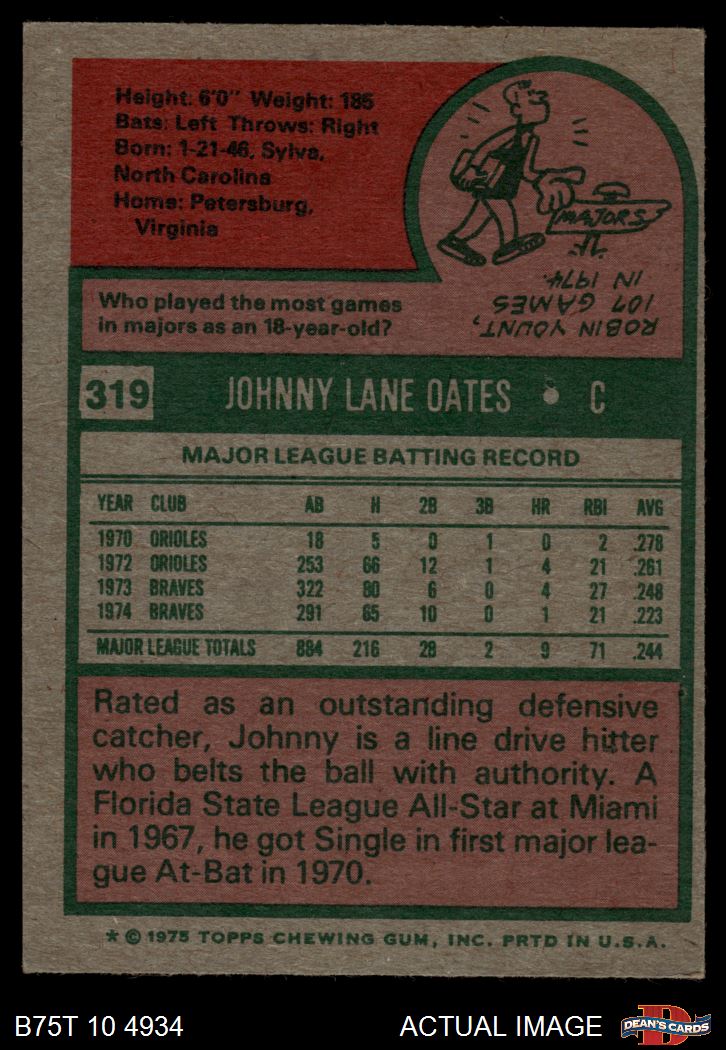 Height: 6'0" Weight: 185
Bats: Left Throws: Right
Born: 1-21-46, Sylva,
North Carolina
Home: Petersburg,
Virginia
MAJORS
Who played the most games
in majors as an 18-year-old?
ROBIN YOUNT,
107 GAMES
IN 1974.
319 JOHNNY LANE OATES • C
MAJOR LEAGUE BATTING RECORD
YEAR CLUB AB H 2B 3B HR RBI AVG
1970 ORIOLES 18 5 0 1 0 2 .278
1972 ORIOLES 253 66 12 1 4 21 .261
1973 BRAVES 322 80 6 0 4 27 .248
1974 BRAVES 291 65 10 0 1 21 .223
MAJOR LEAGUE TOTALS 884 216 28 2 9 71 .244
Rated as an outstanding defensive
catcher, Johnny is a line drive hitter
who belts the ball with authority. A
Florida State League All-Star at Miami
in 1967, he got Single in first major lea-
gue At-Bat in 1970.
* © 1975 TOPPS CHEWING GUM, INC. PRTD IN U.S.A.
B75T 10 4934 ACTUAL IMAGE
D
DEAN'S CARDS